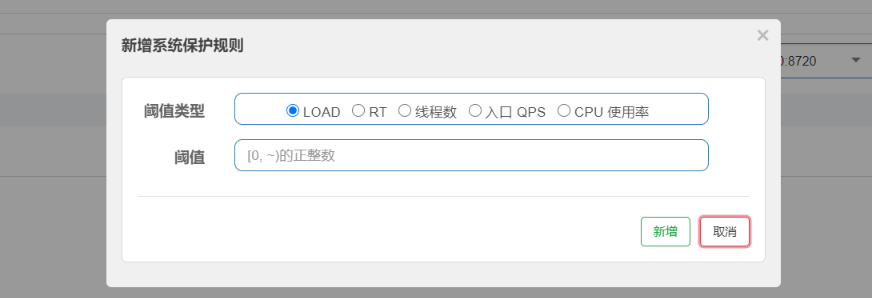 新增系统保护规则
×
:8720
阈值类型 LOAD RT 线程数 入口 QPS CPU 使用率
阈值 [0, ~)的正整数
新增 取消